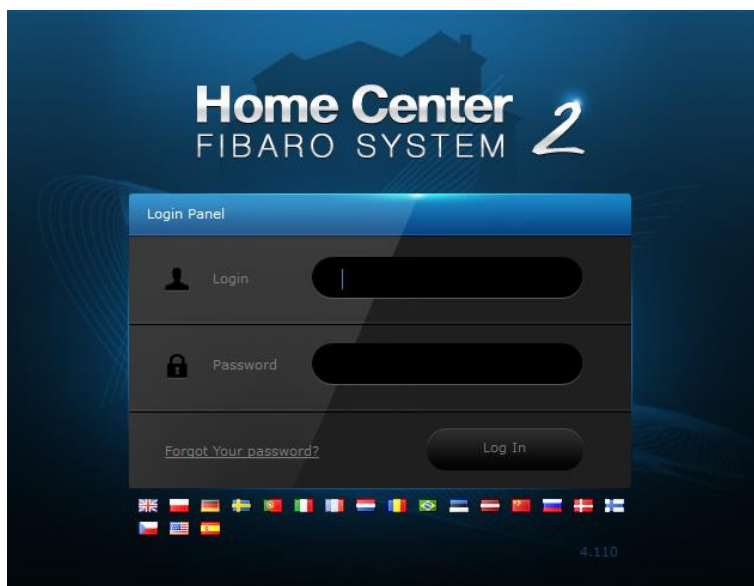 Home Center 2
FIBARO SYSTEM
Login Panel
Login
Password
Forgot Your password?
Log In
4.110